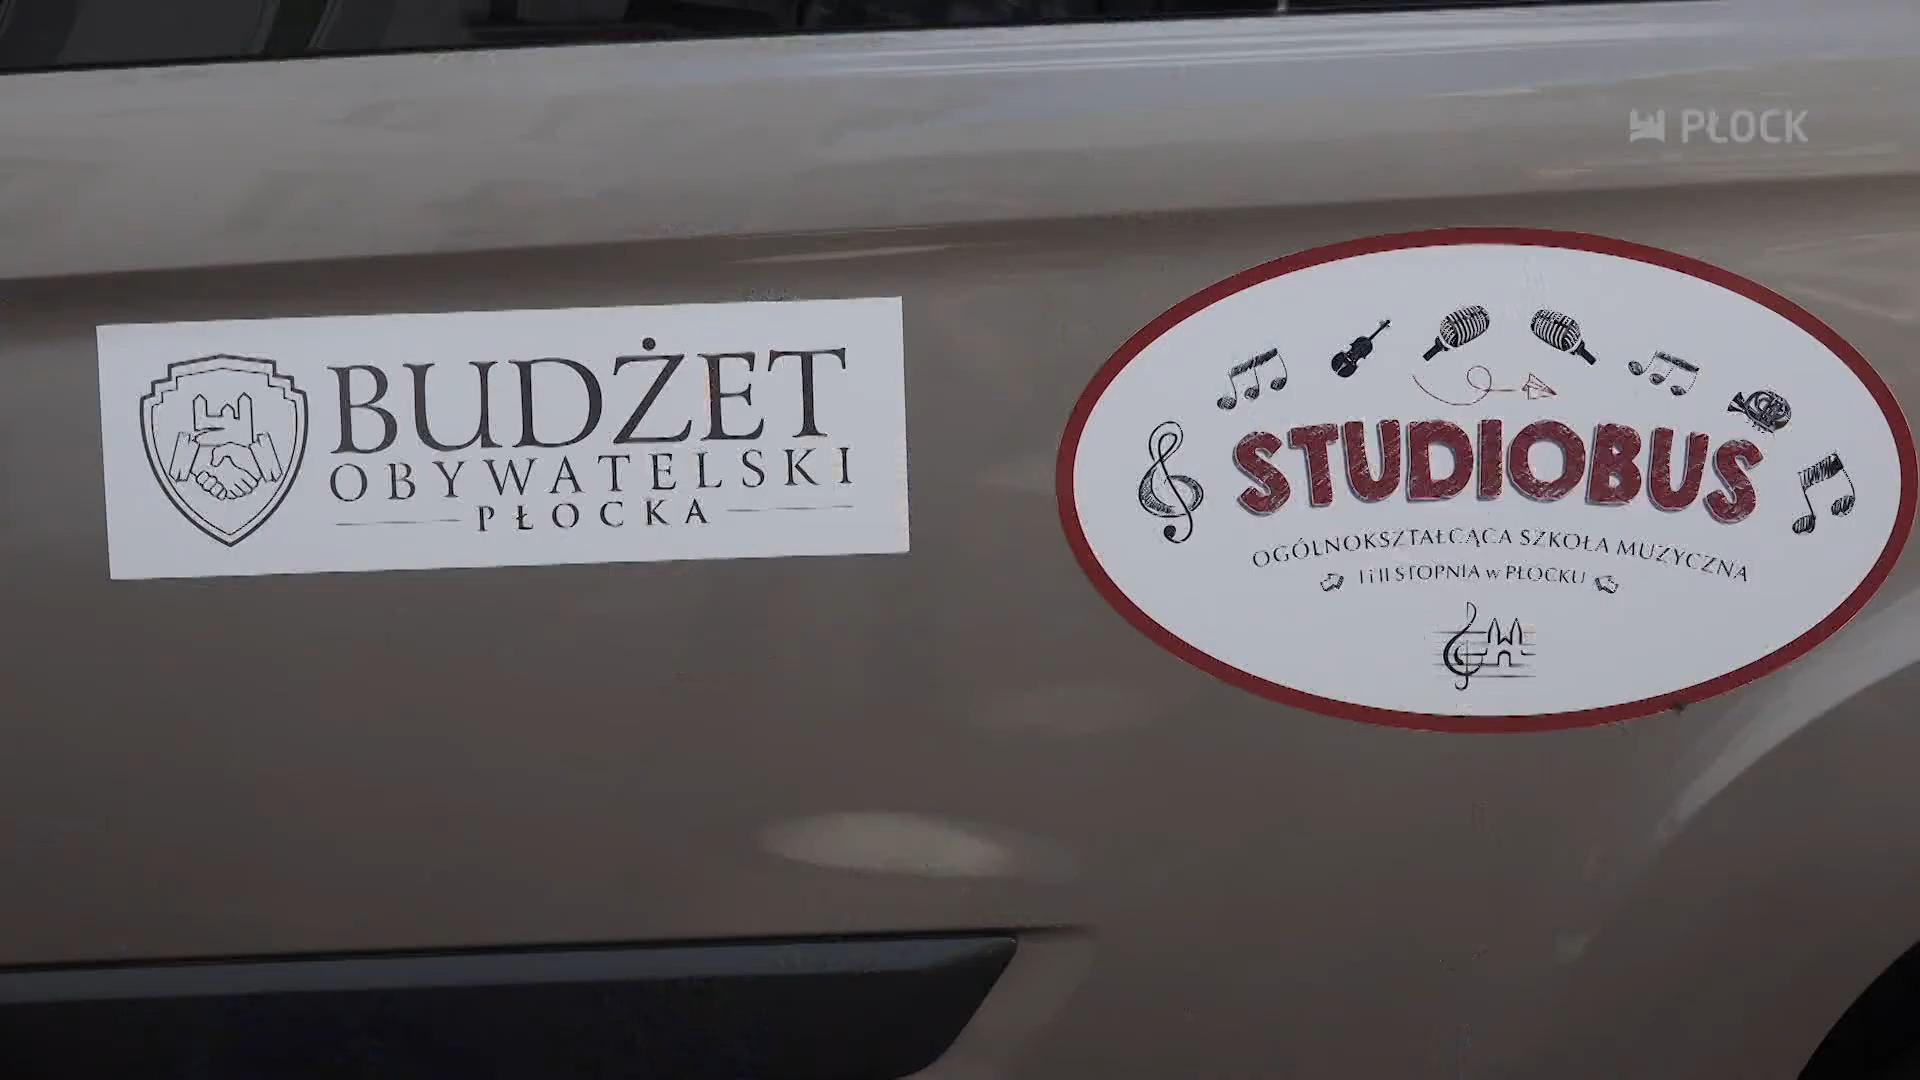 PŁOCK
BUDŻET
OBYWATELSKI
PŁOCKA
STUDIOBUS
OGÓLNOKSZTAŁCĄCA SZKOŁA MUZYCZNA
I i II STOPNIA w PŁOCKU